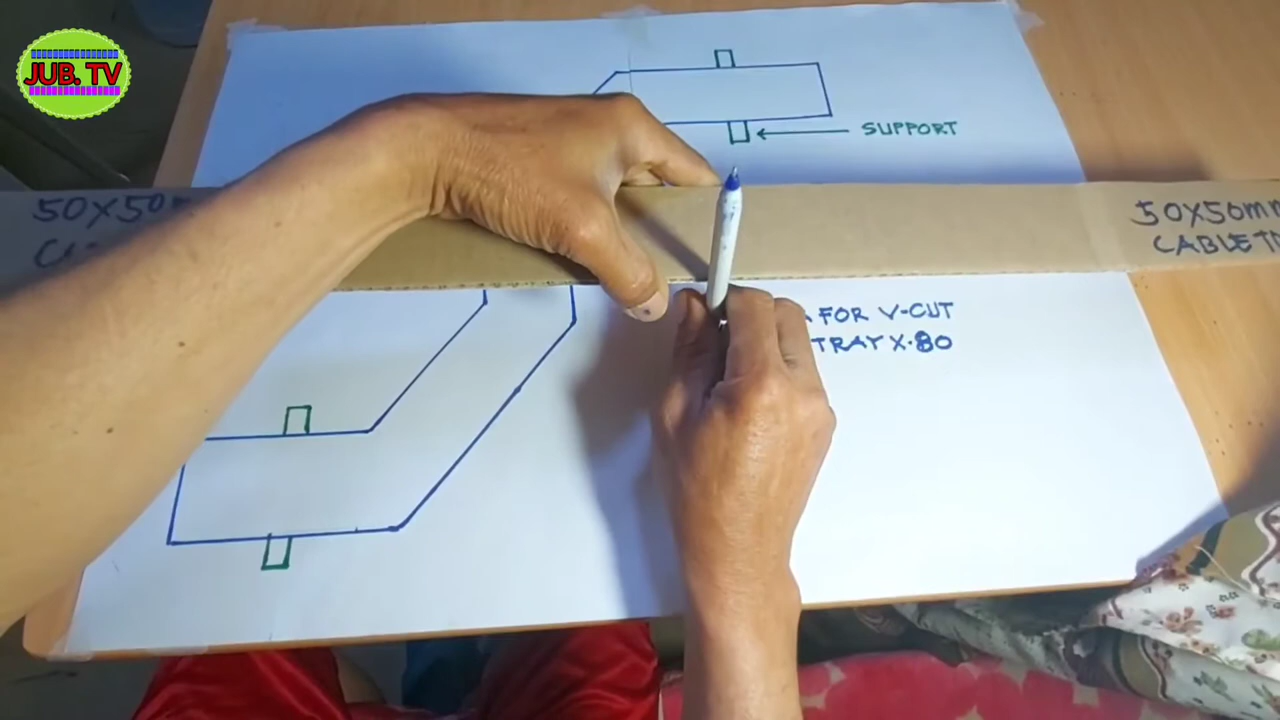 JUB. TV
SUPPORT
50X50
50X50mm
CABLE
FOR V-CUT
TRAY X.80